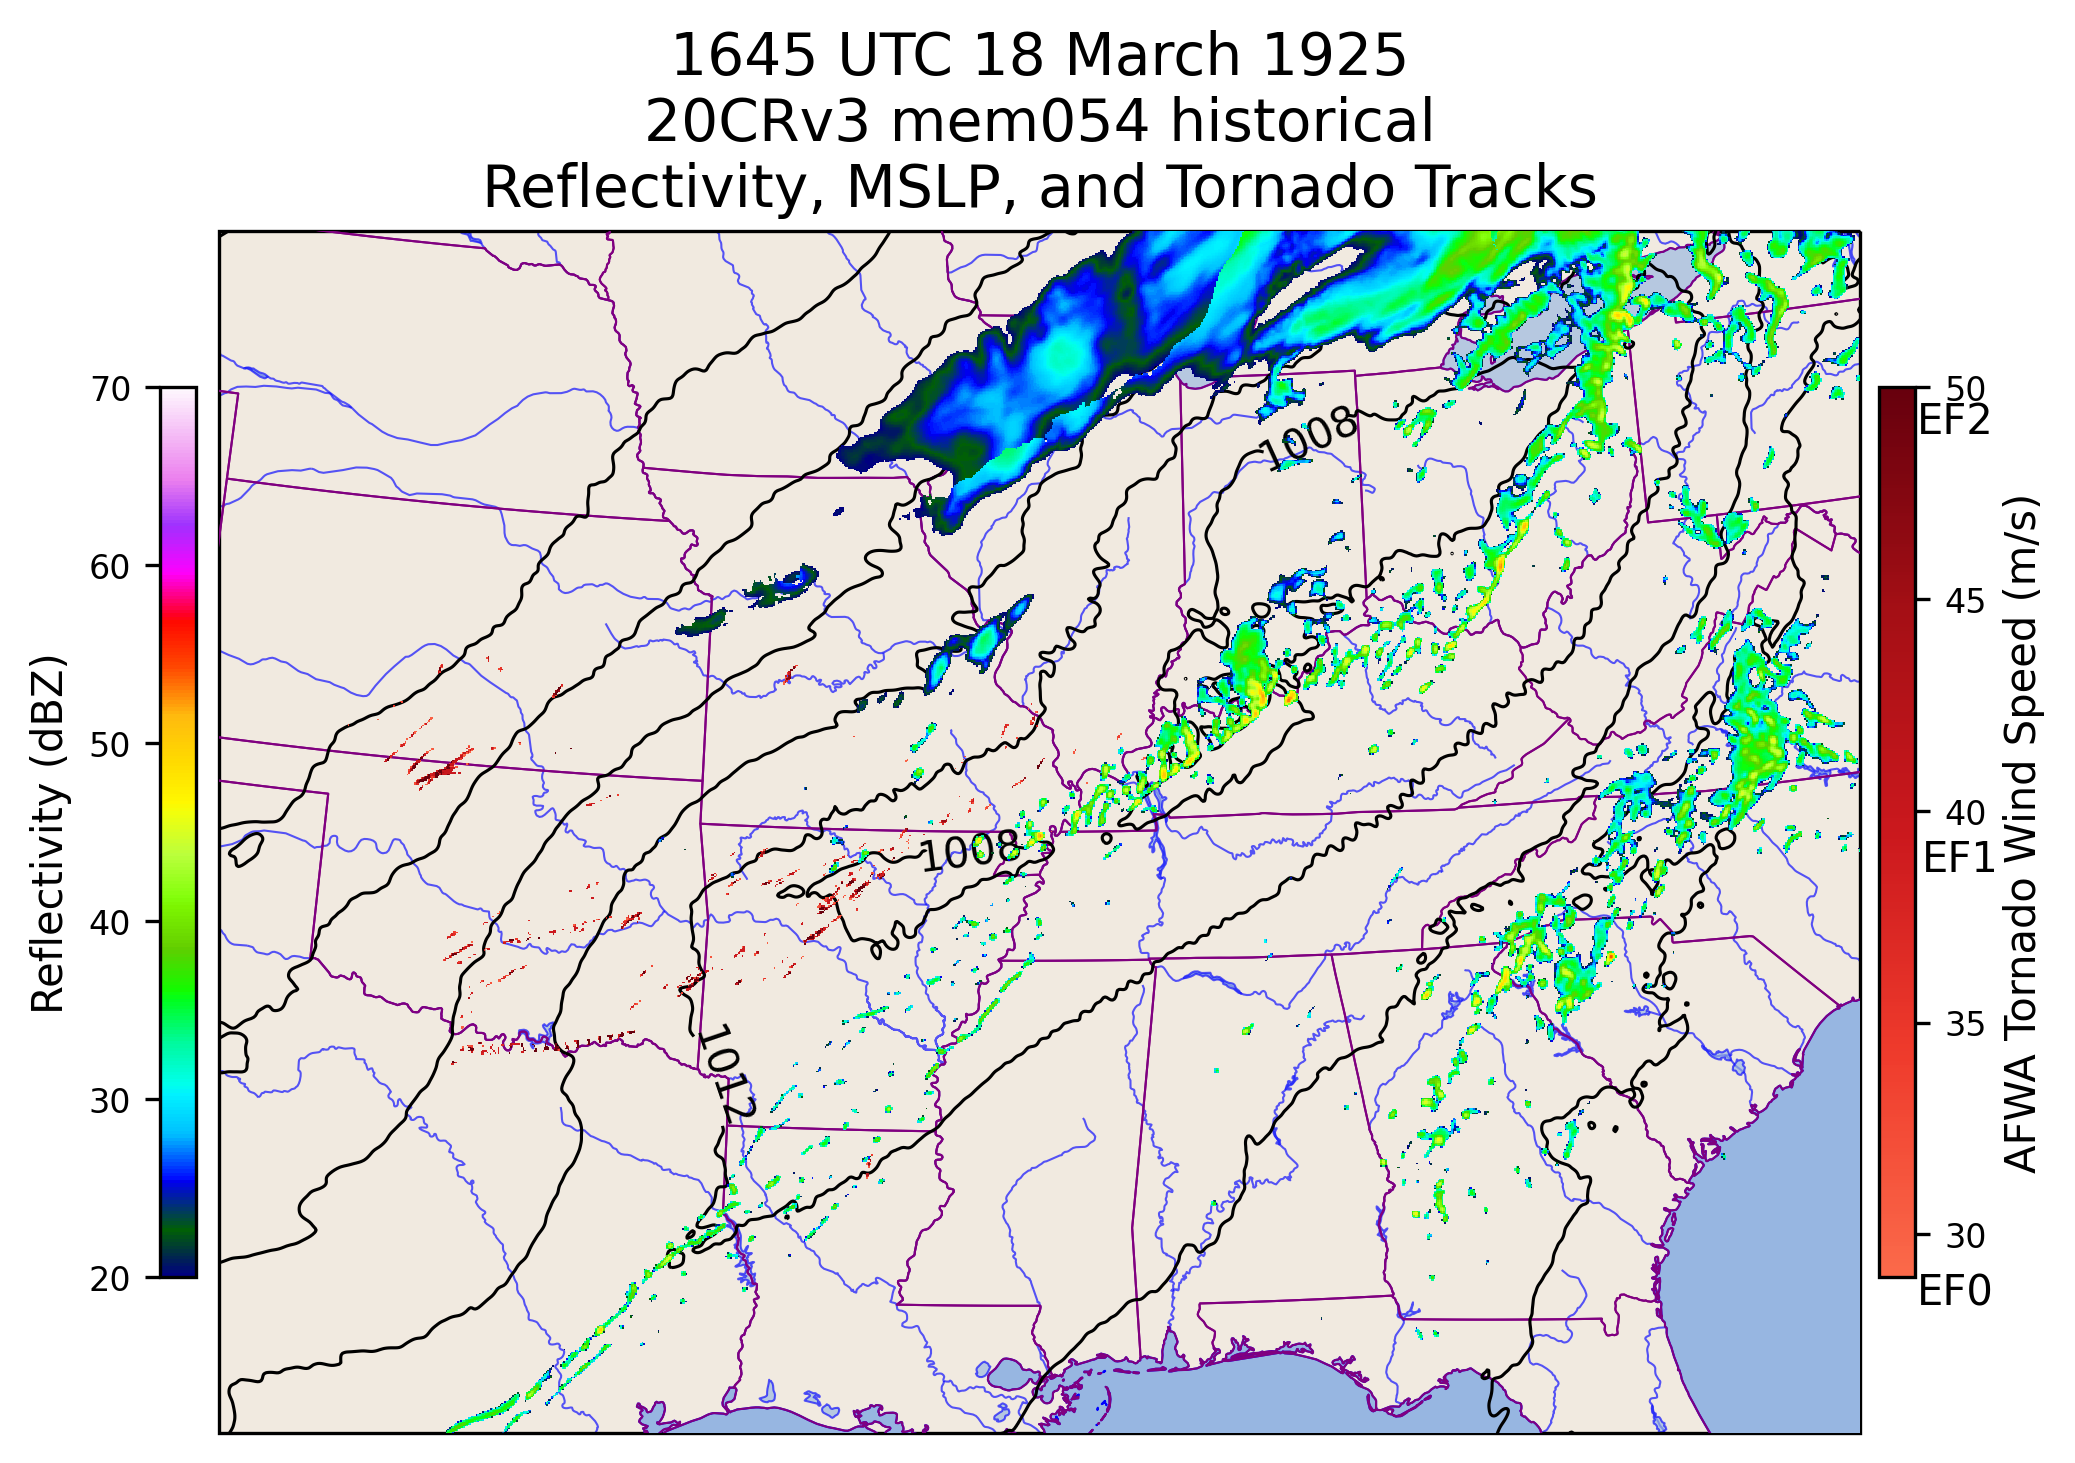 1645 UTC 18 March 1925
20CRv3 mem054 historical
Reflectivity, MSLP, and Tornado Tracks
70
60
50
40
30
20
Reflectivity (dBZ)
1008
1008
1012
50
EF2
45
40
EF1
35
30
EF0
AFWA Tornado Wind Speed (m/s)